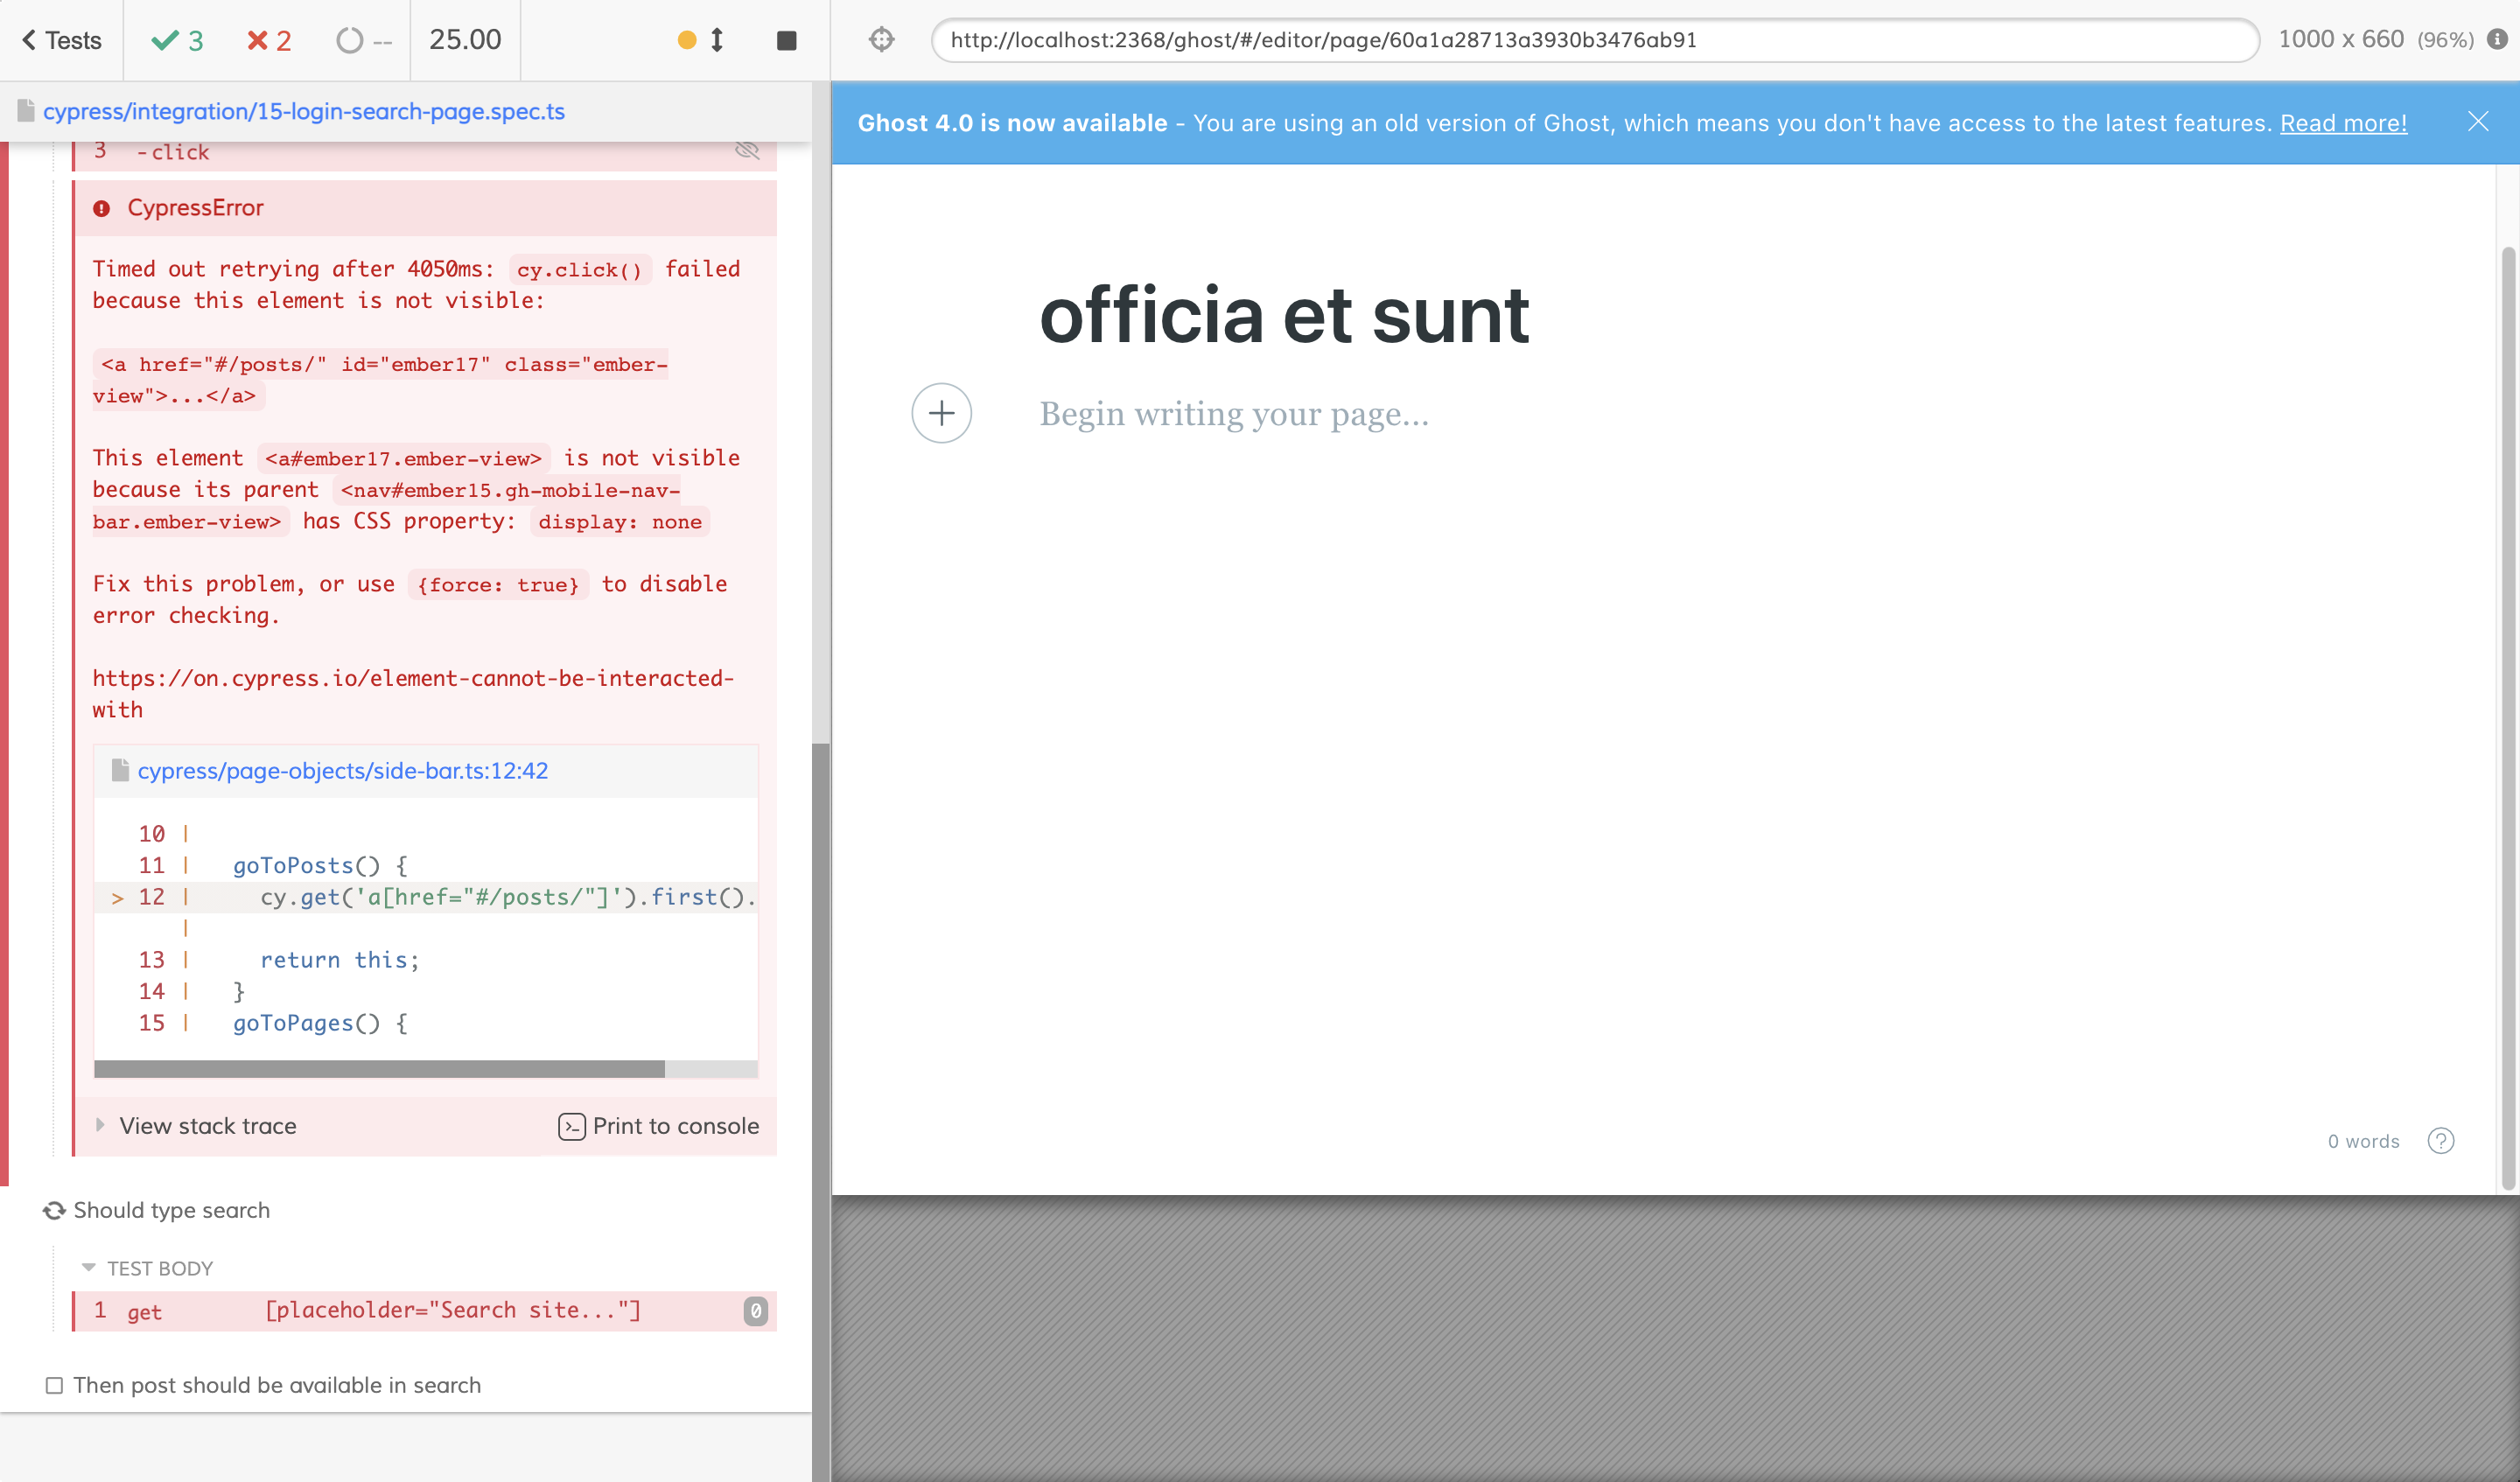 Tests
3
2
--
25.00
http://localhost:2368/ghost/#/editor/page/60a1a28713a3930b3476ab91
1000 x 660 (96%)
cypress/integration/15-login-search-page.spec.ts
3 -click
CypressError
Timed out retrying after 4050ms: cy.click() failed
because this element is not visible:
<a href="#/posts/" id="ember17" class="ember-
view">...</a>
This element <a#ember17.ember-view> is not visible
because its parent <nav#ember15.gh-mobile-nav-
bar.ember-view> has CSS property: display: none
Fix this problem, or use {force: true} to disable
error checking.
https://on.cypress.io/element-cannot-be-interacted-
with
cypress/page-objects/side-bar.ts:12:42
10 |
11 | goToPosts() {
> 12 | cy.get('a[href="#/posts/"]').first().
|
13 | return this;
14 | }
15 | goToPages() {
View stack trace
Print to console
Should type search
TEST BODY
1 get [placeholder="Search site..."] 0
Then post should be available in search
Ghost 4.0 is now available - You are using an old version of Ghost, which means you don't have access to the latest features. Read more!
officia et sunt
Begin writing your page...
0 words
?